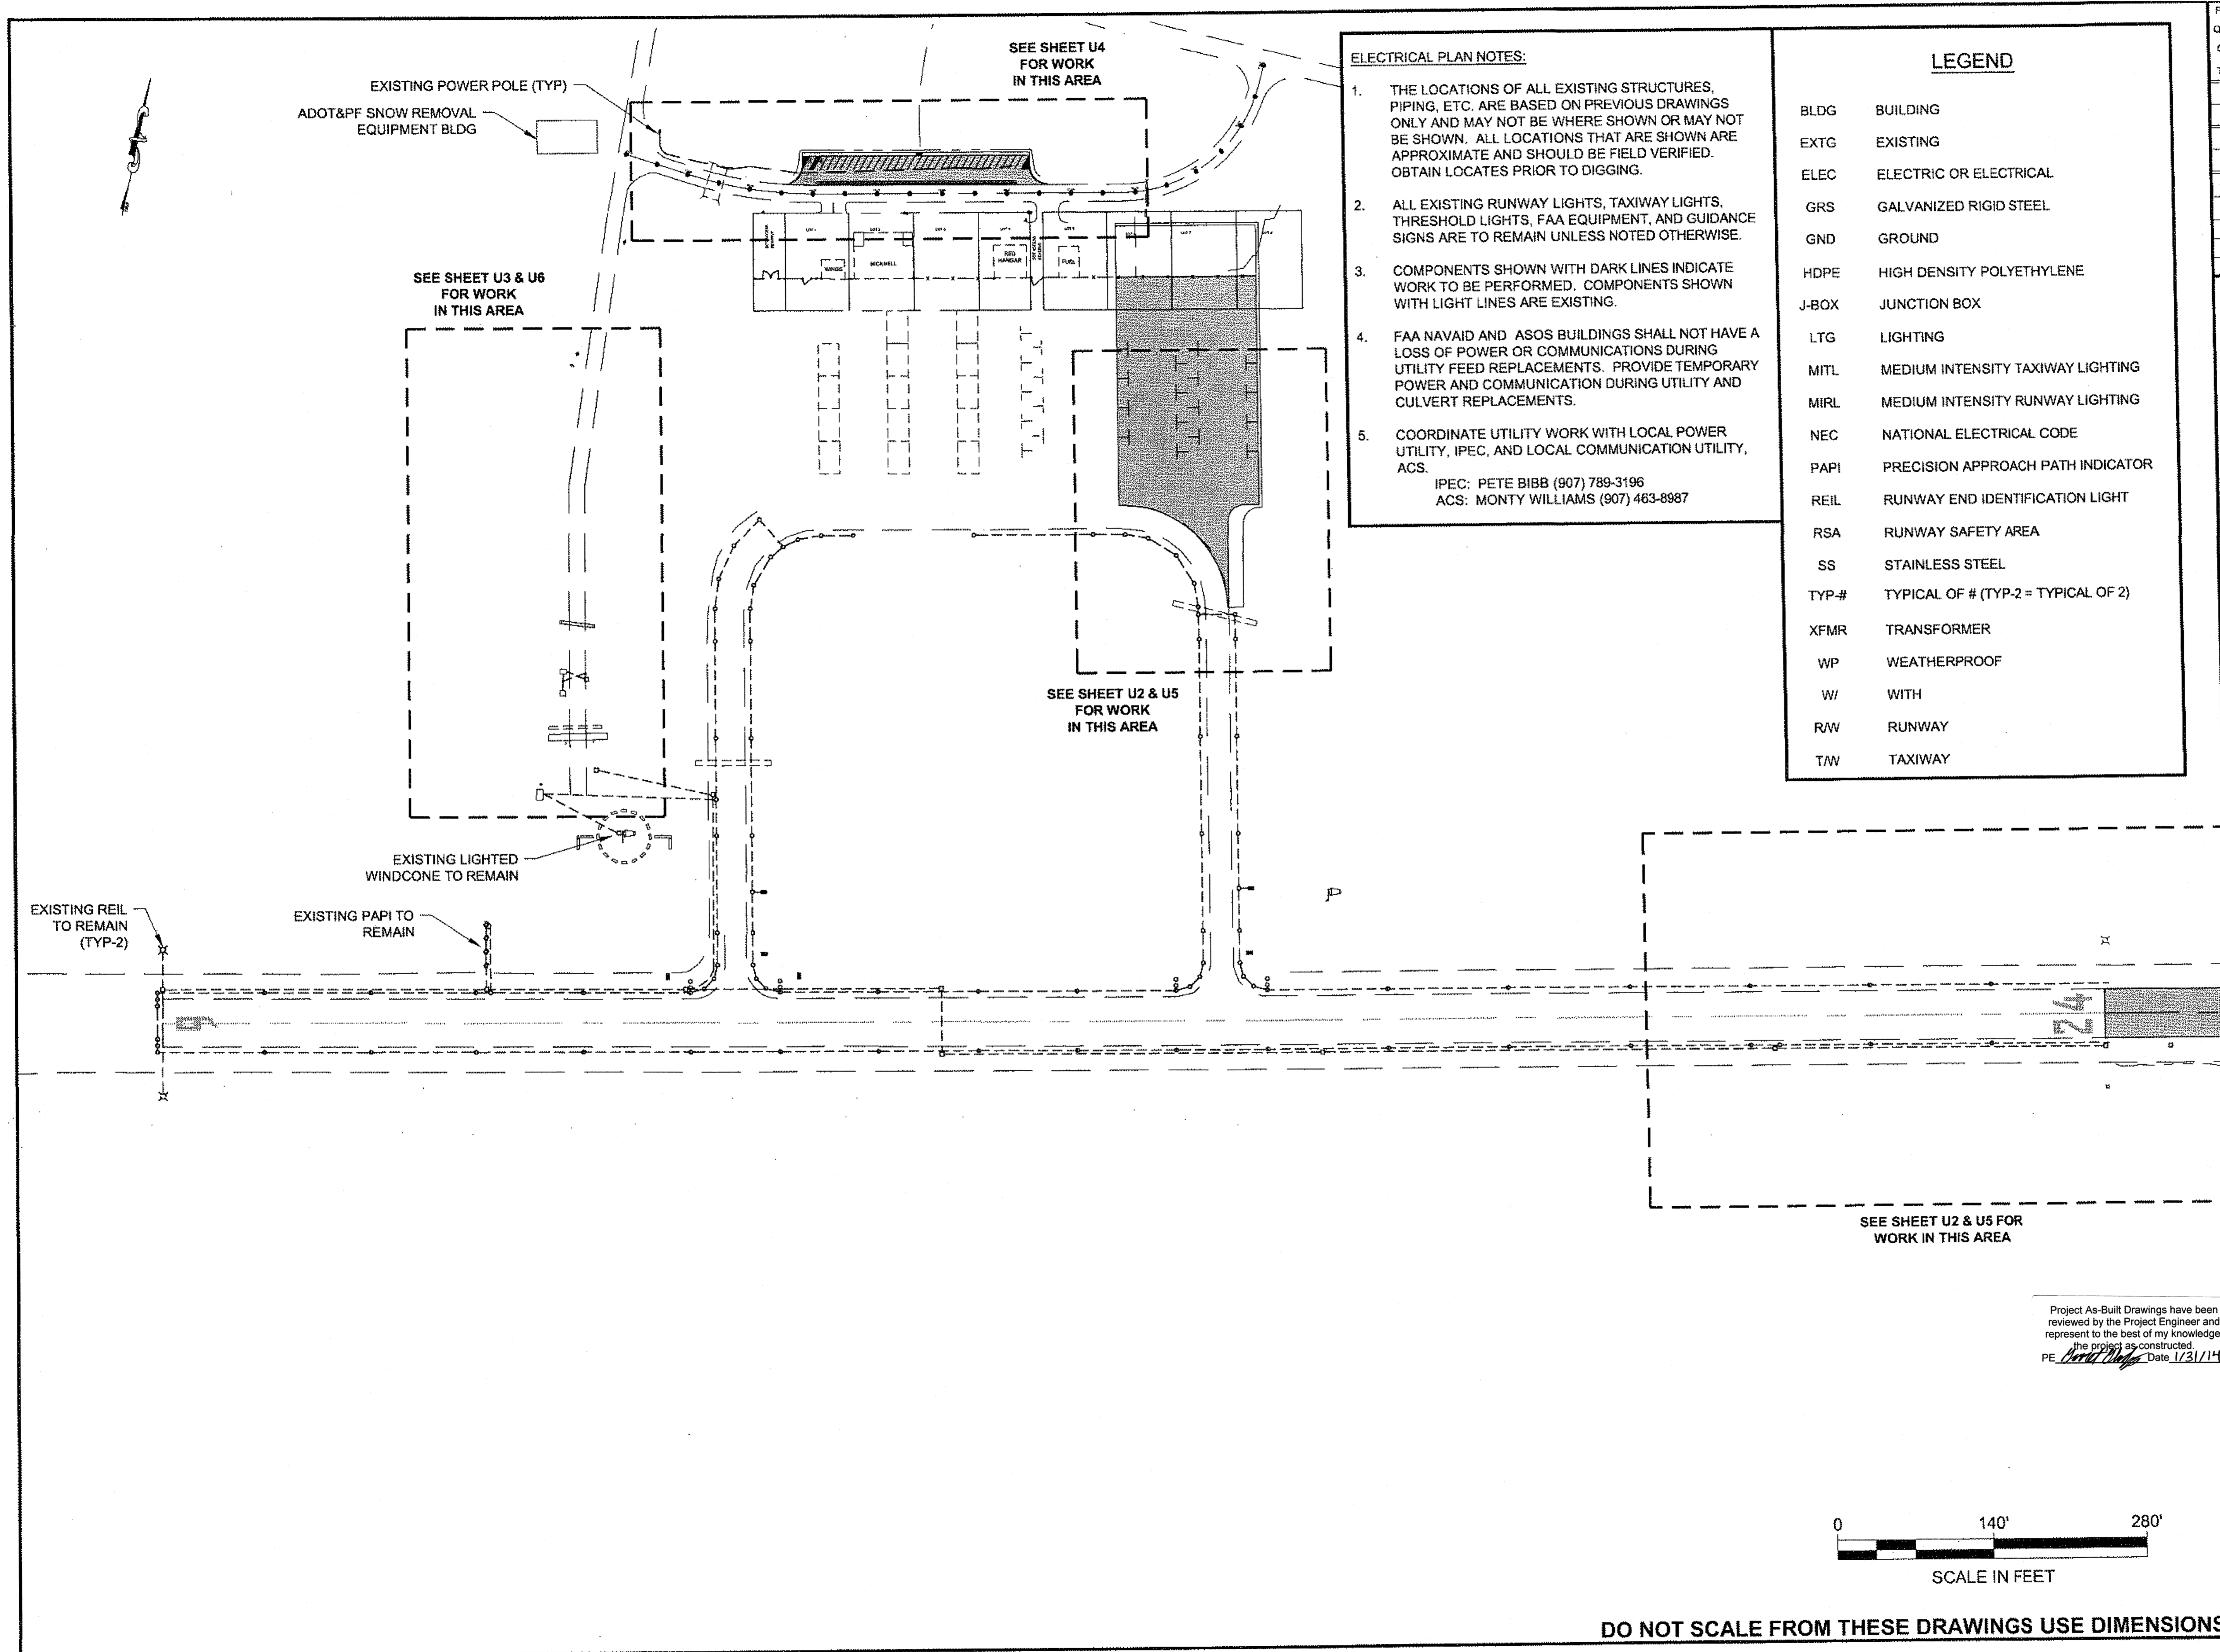 SEE SHEET U4
FOR WORK
IN THIS AREA
EXISTING POWER POLE (TYP)
ADOT&PF SNOW REMOVAL
EQUIPMENT BLDG
SEE SHEET U3 & U6
FOR WORK
IN THIS AREA
WINGS
MCKNELL
RED
HANGAR
FUEL
SEE SHEET U2 & U5
FOR WORK
IN THIS AREA
EXISTING LIGHTED
WINDCONE TO REMAIN
EXISTING REIL
TO REMAIN
(TYP-2)
EXISTING PAPI TO
REMAIN
24
SEE SHEET U2 & U5 FOR
WORK IN THIS AREA
ELECTRICAL PLAN NOTES:
1. THE LOCATIONS OF ALL EXISTING STRUCTURES,
PIPING, ETC. ARE BASED ON PREVIOUS DRAWINGS
ONLY AND MAY NOT BE WHERE SHOWN OR MAY NOT
BE SHOWN. ALL LOCATIONS THAT ARE SHOWN ARE
APPROXIMATE AND SHOULD BE FIELD VERIFIED.
OBTAIN LOCATES PRIOR TO DIGGING.
2. ALL EXISTING RUNWAY LIGHTS, TAXIWAY LIGHTS,
THRESHOLD LIGHTS, FAA EQUIPMENT, AND GUIDANCE
SIGNS ARE TO REMAIN UNLESS NOTED OTHERWISE.
3. COMPONENTS SHOWN WITH DARK LINES INDICATE
WORK TO BE PERFORMED. COMPONENTS SHOWN
WITH LIGHT LINES ARE EXISTING.
4. FAA NAVAID AND ASOS BUILDINGS SHALL NOT HAVE A
LOSS OF POWER OR COMMUNICATIONS DURING
UTILITY FEED REPLACEMENTS. PROVIDE TEMPORARY
POWER AND COMMUNICATION DURING UTILITY AND
CULVERT REPLACEMENTS.
5. COORDINATE UTILITY WORK WITH LOCAL POWER
UTILITY, IPEC, AND LOCAL COMMUNICATION UTILITY,
ACS.
IPEC: PETE BIBB (907) 789-3196
ACS: MONTY WILLIAMS (907) 463-8987
LEGEND
BLDG BUILDING
EXTG EXISTING
ELEC ELECTRIC OR ELECTRICAL
GRS GALVANIZED RIGID STEEL
GND GROUND
HDPE HIGH DENSITY POLYETHYLENE
J-BOX JUNCTION BOX
LTG LIGHTING
MITL MEDIUM INTENSITY TAXIWAY LIGHTING
MIRL MEDIUM INTENSITY RUNWAY LIGHTING
NEC NATIONAL ELECTRICAL CODE
PAPI PRECISION APPROACH PATH INDICATOR
REIL RUNWAY END IDENTIFICATION LIGHT
RSA RUNWAY SAFETY AREA
SS STAINLESS STEEL
TYP-# TYPICAL OF # (TYP-2 = TYPICAL OF 2)
XFMR TRANSFORMER
WP WEATHERPROOF
W/ WITH
R/W RUNWAY
T/W TAXIWAY
Project As-Built Drawings have been
reviewed by the Project Engineer and
represent to the best of my knowledge
the project as constructed.
PE Date 1/31/14
0 140' 280'
SCALE IN FEET
DO NOT SCALE FROM THESE DRAWINGS USE DIMENSIONS